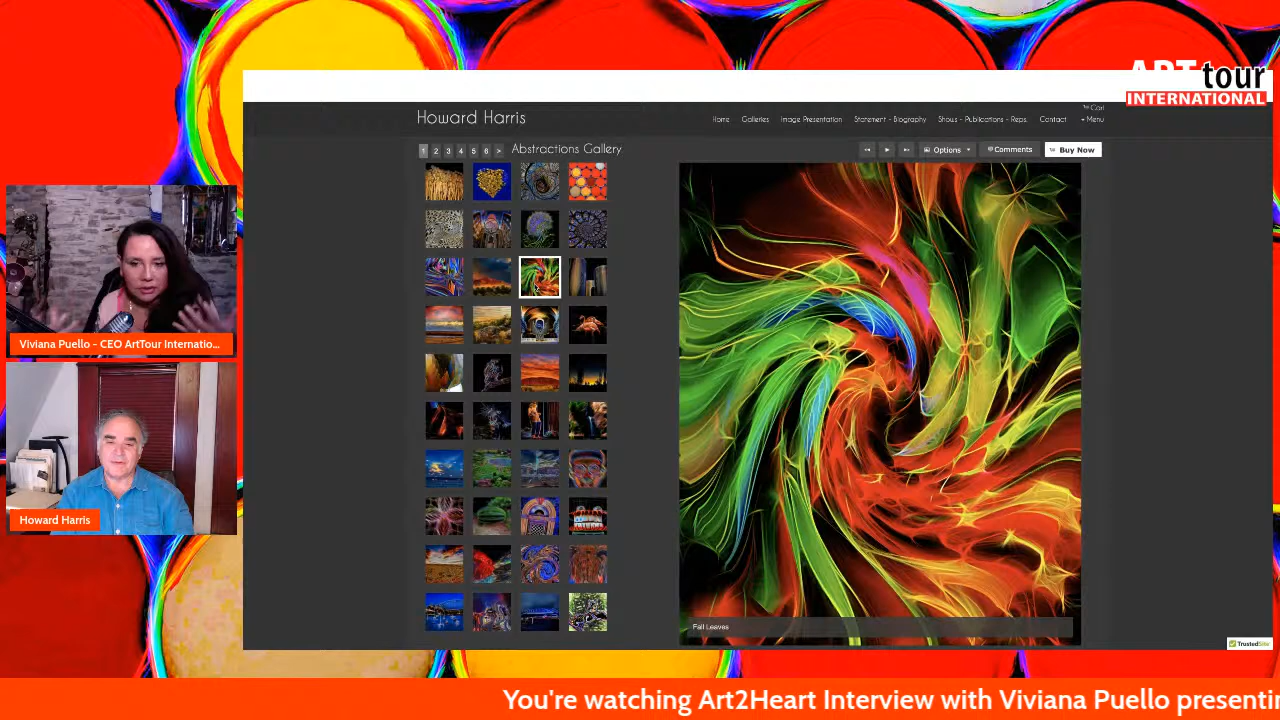 ART tour
INTERNATIONAL
Cart
Howard Harris
Home Galleries Image Presentation Statement - Biography Shows - Publications - Reps. Contact + Menu
1 2 3 4 5 6 > Abstractions Gallery
Options Comments Buy Now
Viviana Puello - CEO ArtTour Internatio...
Howard Harris
Fall Leaves
TrustedSite
You're watching Art2Heart Interview with Viviana Puello presentin